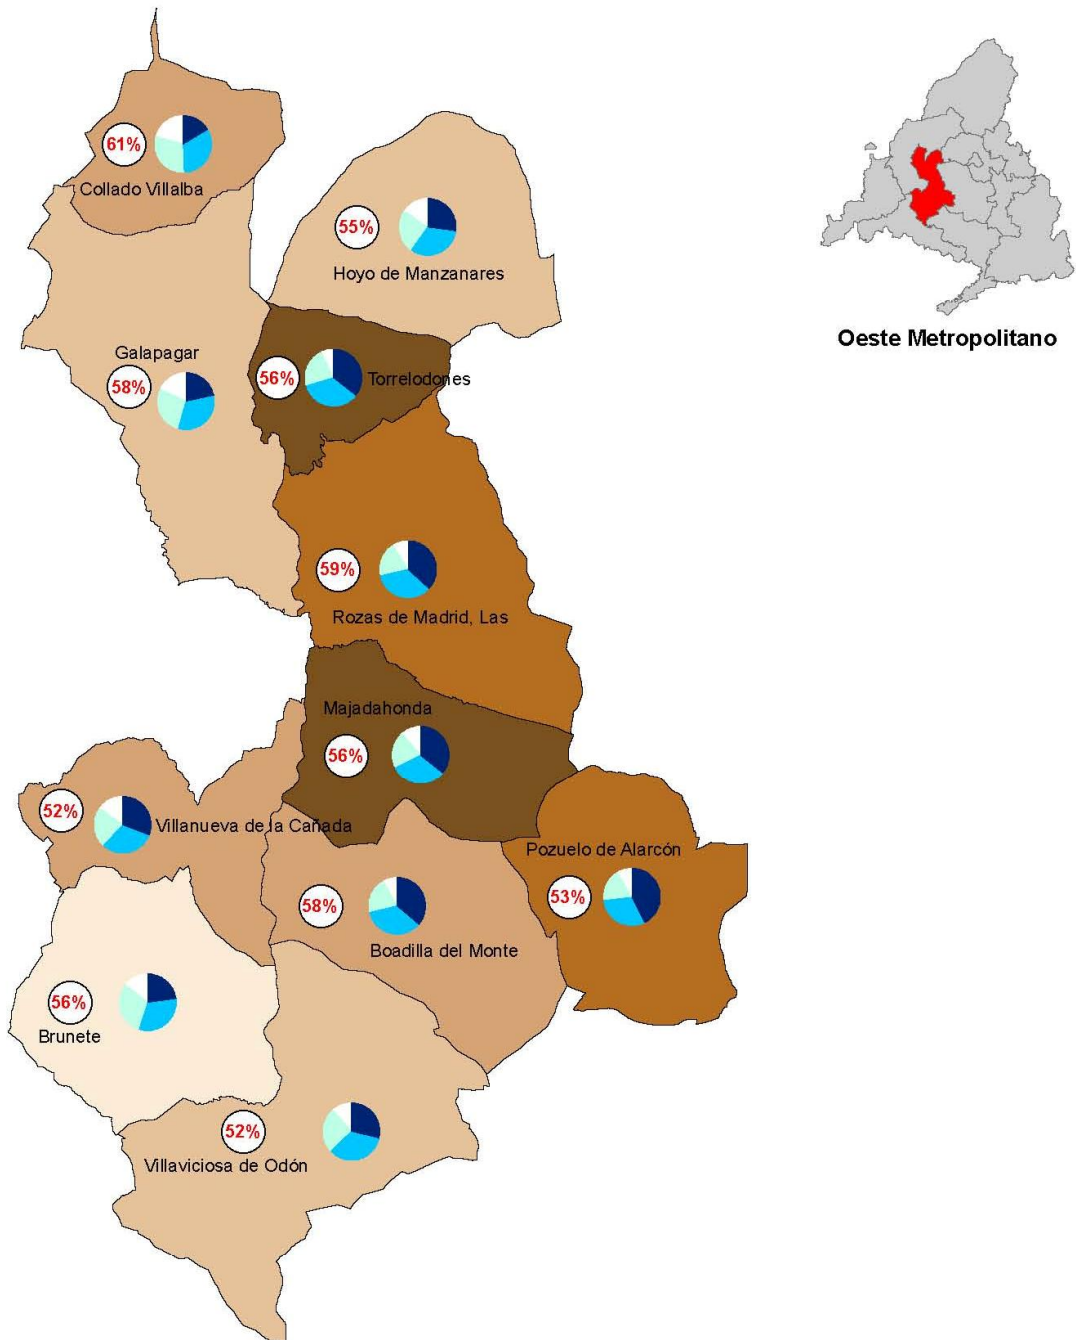 61%
Collado Villalba
55%
Hoyo de Manzanares
Oeste Metropolitano
Galapagar
58%
56%
Torrelodones
59%
Rozas de Madrid, Las
Majadahonda
56%
52%
Villanueva de la Cañada
Pozuelo de Alarcón
53%
58%
Boadilla del Monte
56%
Brunete
52%
Villaviciosa de Odón